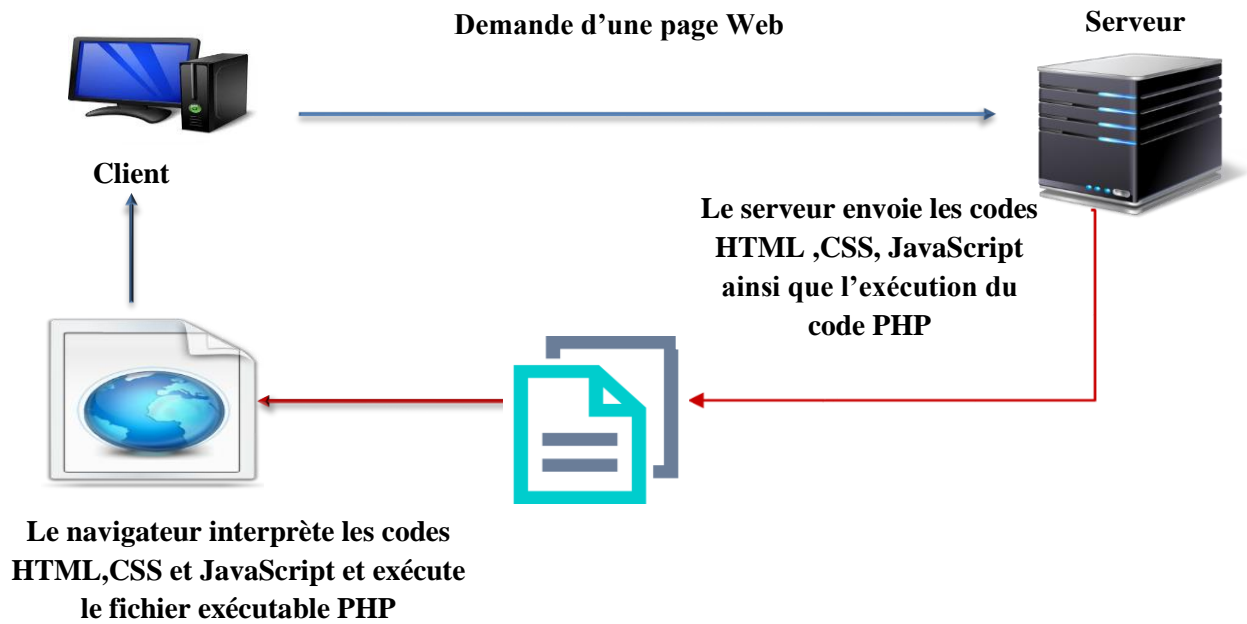 Demande d’une page Web
Serveur
Client
Le serveur envoie les codes
HTML ,CSS, JavaScript
ainsi que l’exécution du
code PHP
Le navigateur interprète les codes
HTML,CSS et JavaScript et exécute
le fichier exécutable PHP